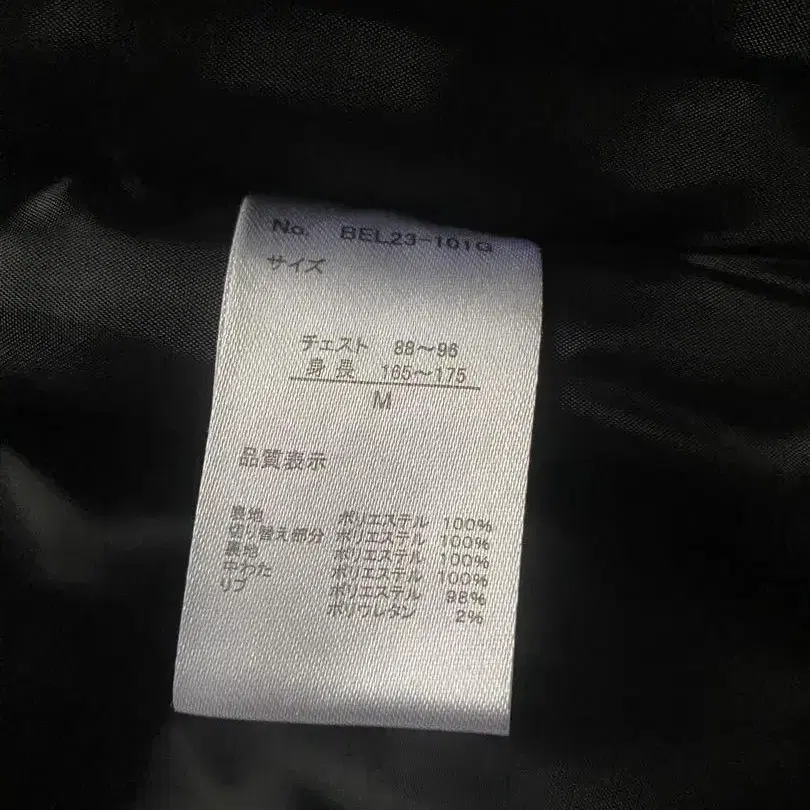 No. BEL23-101G
サイズ
チェスト 88～96
身 長 165～175
M
品質表示
表地 ポリエステル 100%
切り替え部分 ポリエステル 100%
裏地 ポリエステル 100%
中わた ポリエステル 100%
リブ ポリエステル 98%
ポリウレタン 2%